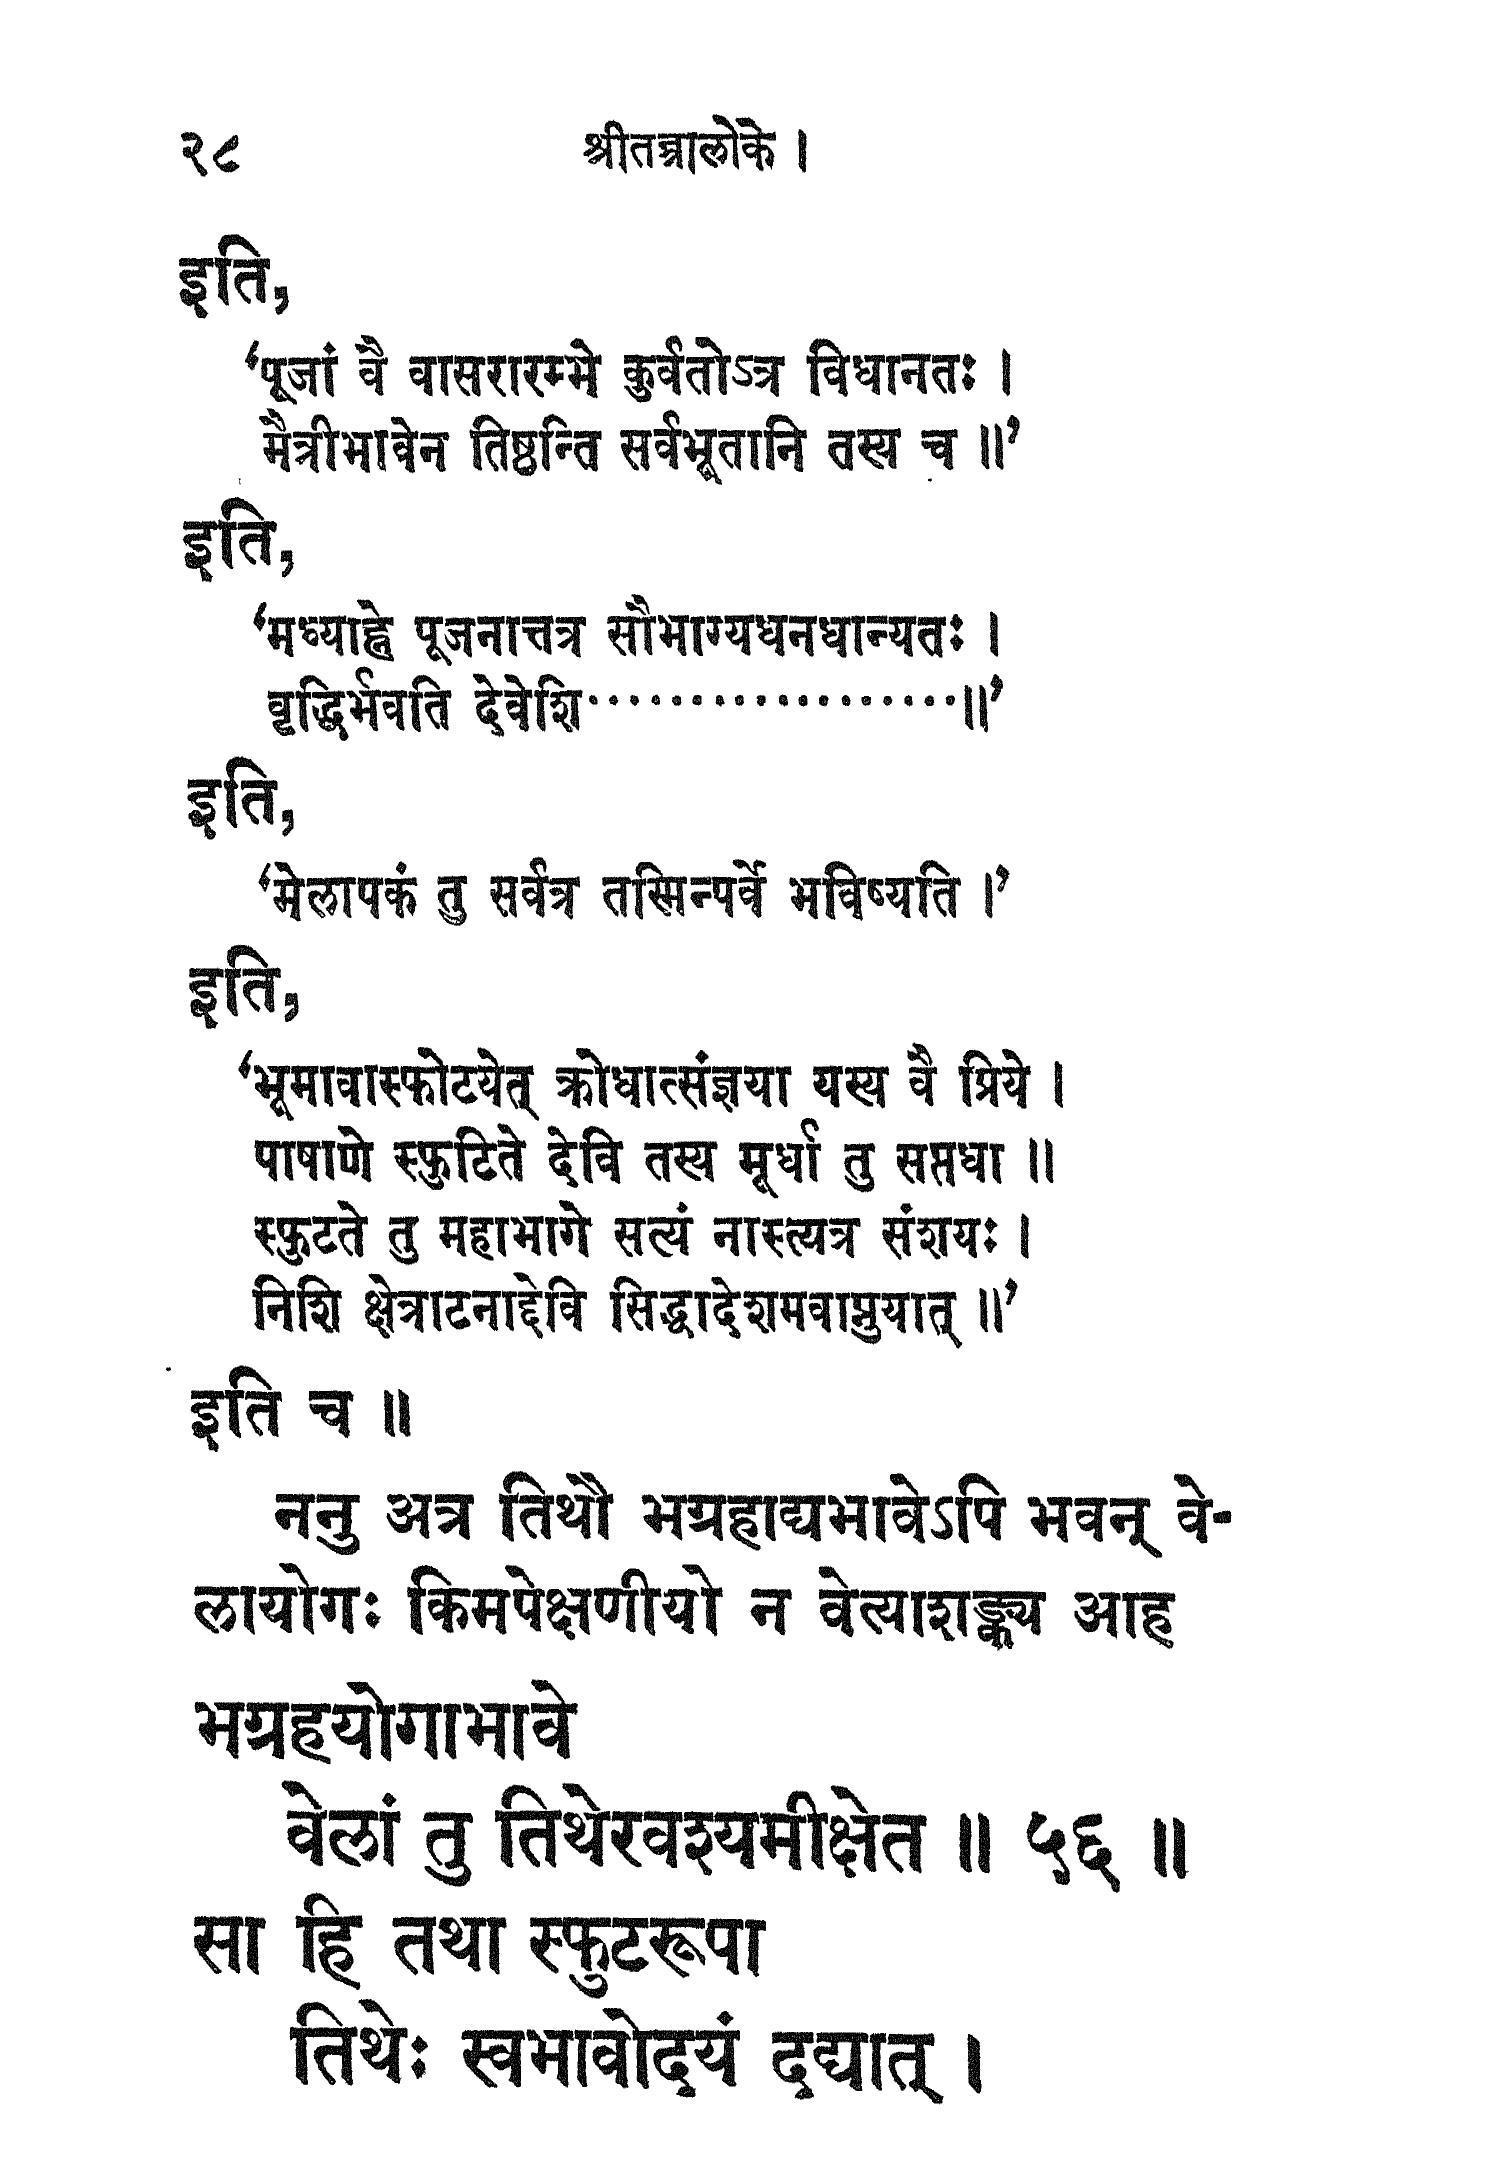 २८ श्रीतन्त्रालोके ।
इति,
‘पूजां वै वासरारम्भे कुर्वतोऽत्र विधानतः ।
मैत्रीभावेन तिष्ठन्ति सर्वभूतानि तस्य च ॥’
इति,
‘मध्याह्ने पूजनात्तत्र सौभाग्यधनधान्यतः ।
वृद्धिर्भवति देवेशि··················॥’
इति,
‘मेलापकं तु सर्वत्र तस्मिन्पर्वे भविष्यति ।’
इति,
‘भूमावास्फोटयेत् क्रोधात्संज्ञया यस्य वै प्रिये ।
पाषाणे स्फुटिते देवि तस्य मूर्धा तु सप्तधा ॥
स्फुटते तु महाभागे सत्यं नास्त्यत्र संशयः ।
निशि क्षेत्राटनाद्देवि सिद्धादेशमवाप्नुयात् ॥’
इति च ॥
ननु अत्र तिथौ भग्रहाद्यभावेऽपि भवन् वे-
लायोगः किमपेक्षणीयो न वेत्याशङ्क्य आह
भग्रहयोगाभावे
वेलां तु तिथेरवश्यमीक्षेत ॥ ५६ ॥
सा हि तथा स्फुटरूपा
तिथेः स्वभावोदयं दद्यात् ।